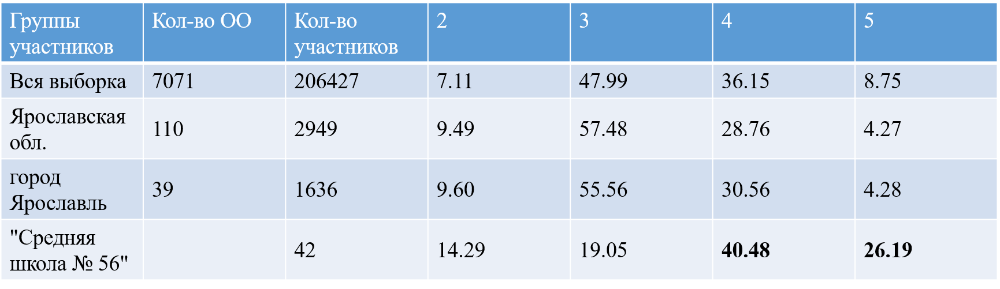 Группы участников Кол-во ОО Кол-во участников 2 3 4 5
Вся выборка 7071 206427 7.11 47.99 36.15 8.75
Ярославская обл. 110 2949 9.49 57.48 28.76 4.27
город Ярославль 39 1636 9.60 55.56 30.56 4.28
"Средняя школа № 56" 42 14.29 19.05 40.48 26.19